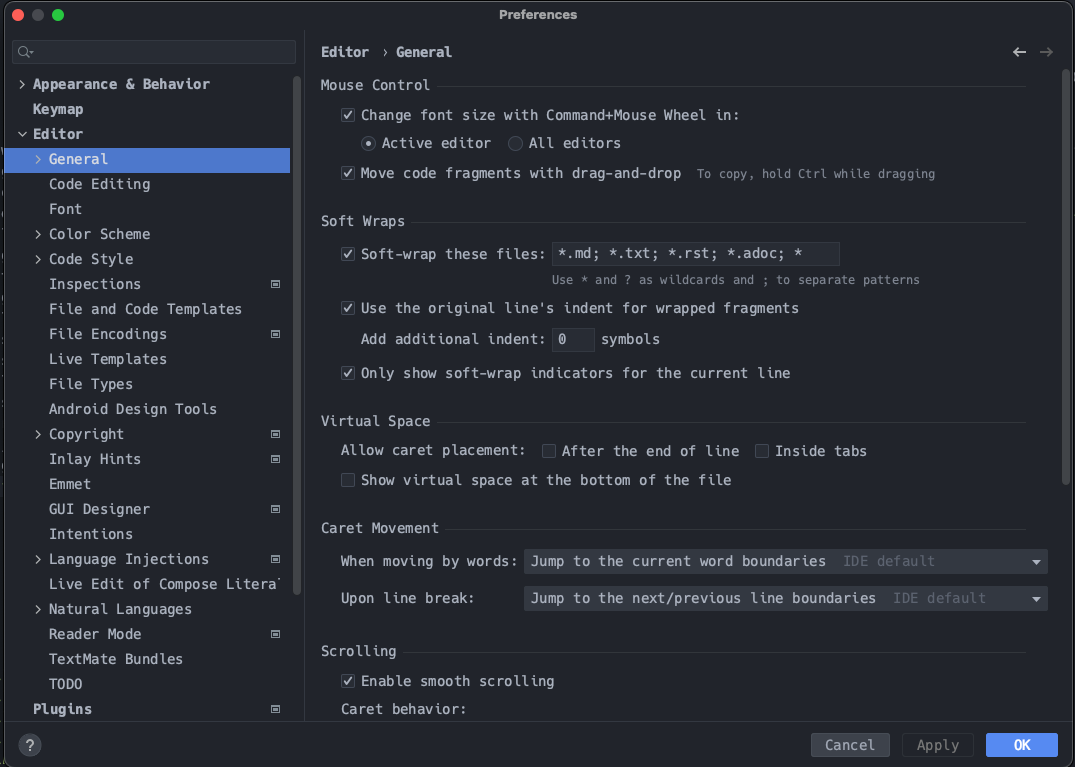 Preferences
Appearance & Behavior
Keymap
Editor
General
Code Editing
Font
Color Scheme
Code Style
Inspections
File and Code Templates
File Encodings
Live Templates
File Types
Android Design Tools
Copyright
Inlay Hints
Emmet
GUI Designer
Intentions
Language Injections
Live Edit of Compose Litera
Natural Languages
Reader Mode
TextMate Bundles
TODO
Plugins
Editor › General
Mouse Control
Change font size with Command+Mouse Wheel in:
Active editor All editors
Move code fragments with drag-and-drop To copy, hold Ctrl while dragging
Soft Wraps
Soft-wrap these files: *.md; *.txt; *.rst; *.adoc; *
Use * and ? as wildcards and ; to separate patterns
Use the original line's indent for wrapped fragments
Add additional indent: 0 symbols
Only show soft-wrap indicators for the current line
Virtual Space
Allow caret placement: After the end of line Inside tabs
Show virtual space at the bottom of the file
Caret Movement
When moving by words: Jump to the current word boundaries IDE default
Upon line break: Jump to the next/previous line boundaries IDE default
Scrolling
Enable smooth scrolling
Caret behavior:
? Cancel Apply OK